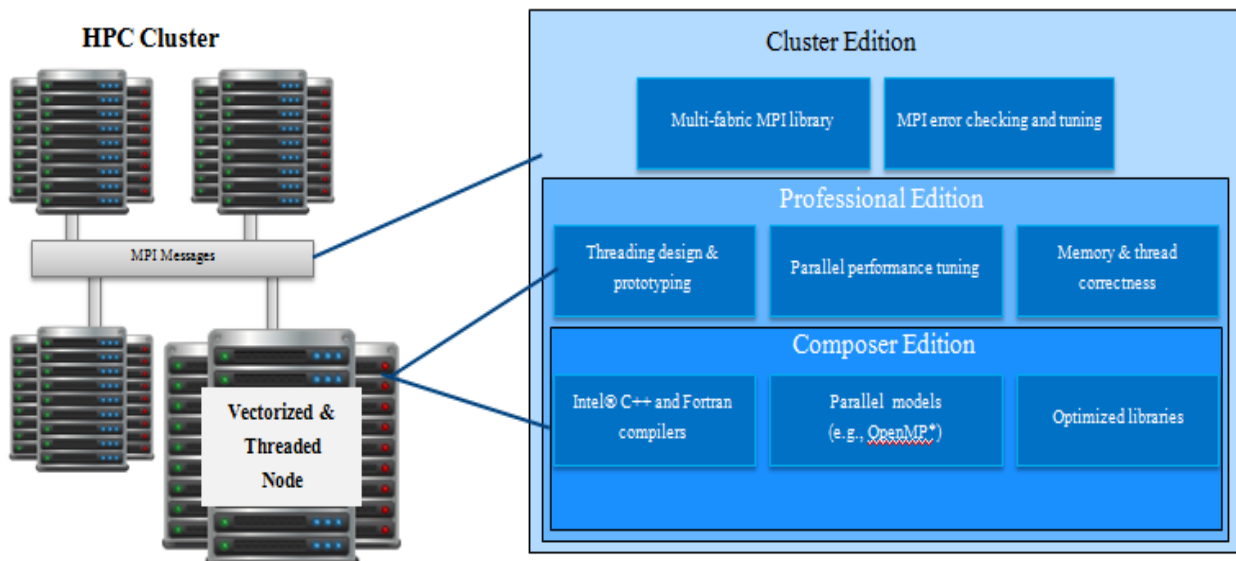 HPC Cluster
MPI Messages
Vectorized &
Threaded
Node
Cluster Edition
Multi-fabric MPI library
MPI error checking and tuning
Professional Edition
Threading design &
prototyping
Parallel performance tuning
Memory & thread
correctness
Composer Edition
Intel® C++ and Fortran
compilers
Parallel models
(e.g., OpenMP*)
Optimized libraries